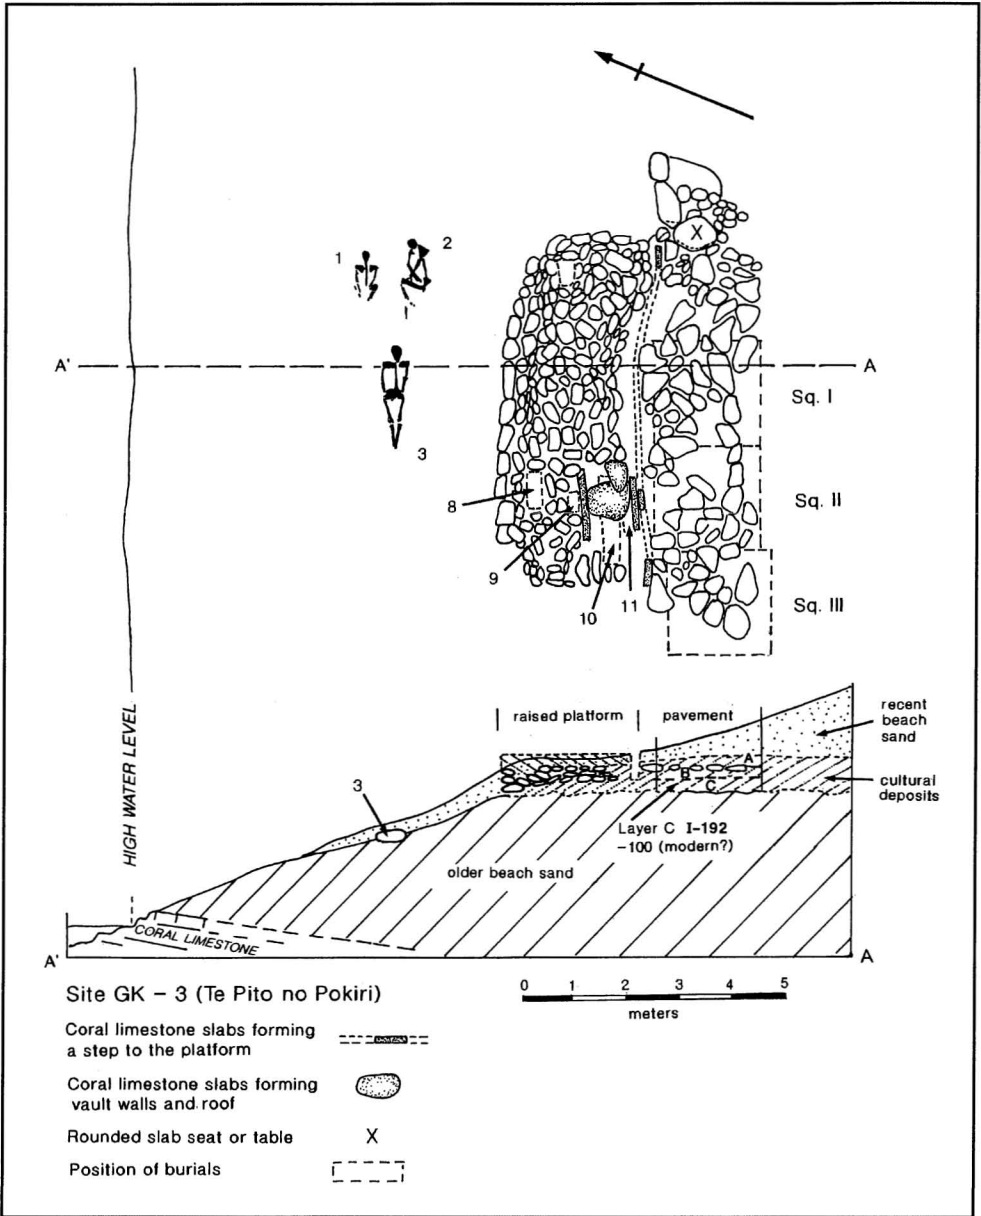 X
1
2
A'
A
Sq. I
3
8
Sq. II
9
10
11
Sq. III
HIGH WATER LEVEL
raised platform
pavement
recent
beach
sand
A
B
C
cultural
deposits
3
Layer C I-192
-100 (modern?)
older beach sand
CORAL LIMESTONE
A'
A
Site GK - 3 (Te Pito no Pokiri)
0 1 2 3 4 5
meters
Coral limestone slabs forming
a step to the platform
Coral limestone slabs forming
vault walls and roof
Rounded slab seat or table X
Position of burials